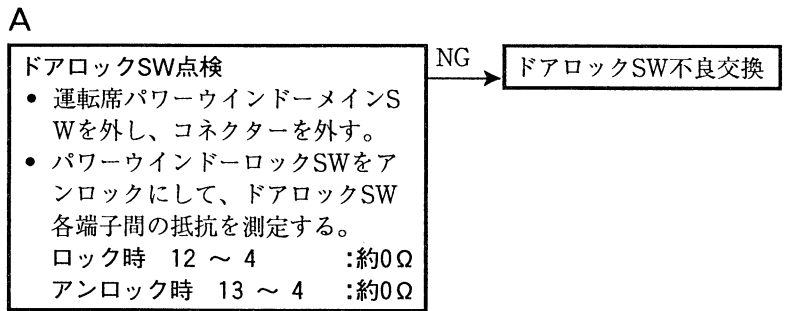 A
ドアロックSW点検
NG
ドアロックSW不良交換
• 運転席パワーウインドーメインS
Wを外し、コネクターを外す。
• パワーウインドーロックSWをア
ンロックにして、ドアロックSW
各端子間の抵抗を測定する。
ロック時 12 ～ 4 :約0Ω
アンロック時 13 ～ 4 :約0Ω